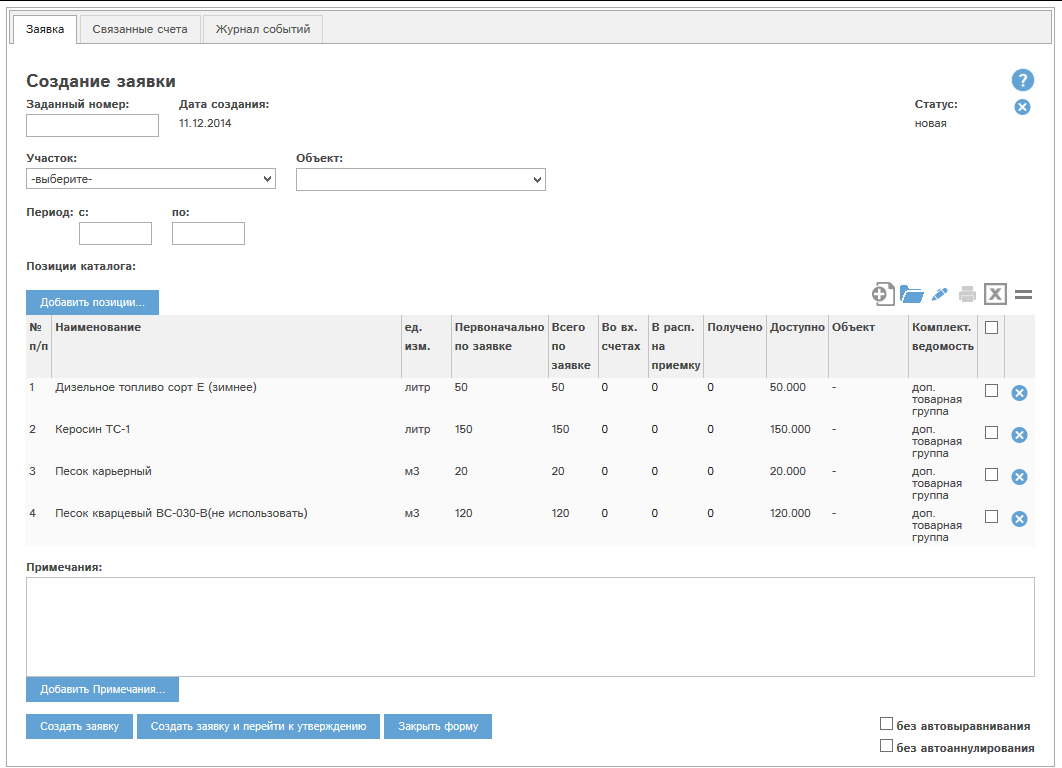 Заявка Связанные счета Журнал событий
Создание заявки
?
Заданный номер: Дата создания: Статус:
11.12.2014 новая
Участок: Объект:
-выберите-
Период: с: по:
Позиции каталога:
Добавить позиции...
№ Наименование ед. Первоначально Всего Во вх. В расп. Получено Доступно Объект Комплект.
п/п изм. по заявке по счетах на ведомость
заявке приемку
1 Дизельное топливо сорт Е (зимнее) литр 50 50 0 0 0 50.000 - доп.
товарная
группа
2 Керосин ТС-1 литр 150 150 0 0 0 150.000 - доп.
товарная
группа
3 Песок карьерный м3 20 20 0 0 0 20.000 - доп.
товарная
группа
4 Песок кварцевый ВС-030-В(не использовать) м3 120 120 0 0 0 120.000 - доп.
товарная
группа
Примечания:
Добавить Примечания...
Создать заявку Создать заявку и перейти к утверждению Закрыть форму
без автовыравнивания
без автоаннулирования